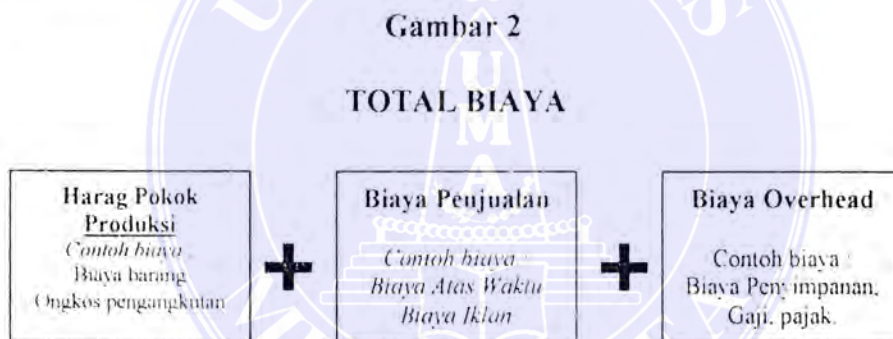 Gambar 2
TOTAL BIAYA
Harag Pokok
Produksi
Contoh biaya :
Biaya barang
Ongkos pengangkutan
+
Biaya Penjualan
Contoh biaya :
Biaya Atas Waktu
Biaya Iklan
+
Biaya Overhead
Contoh biaya :
Biaya Penyimpanan,
Gaji, pajak.
U M A